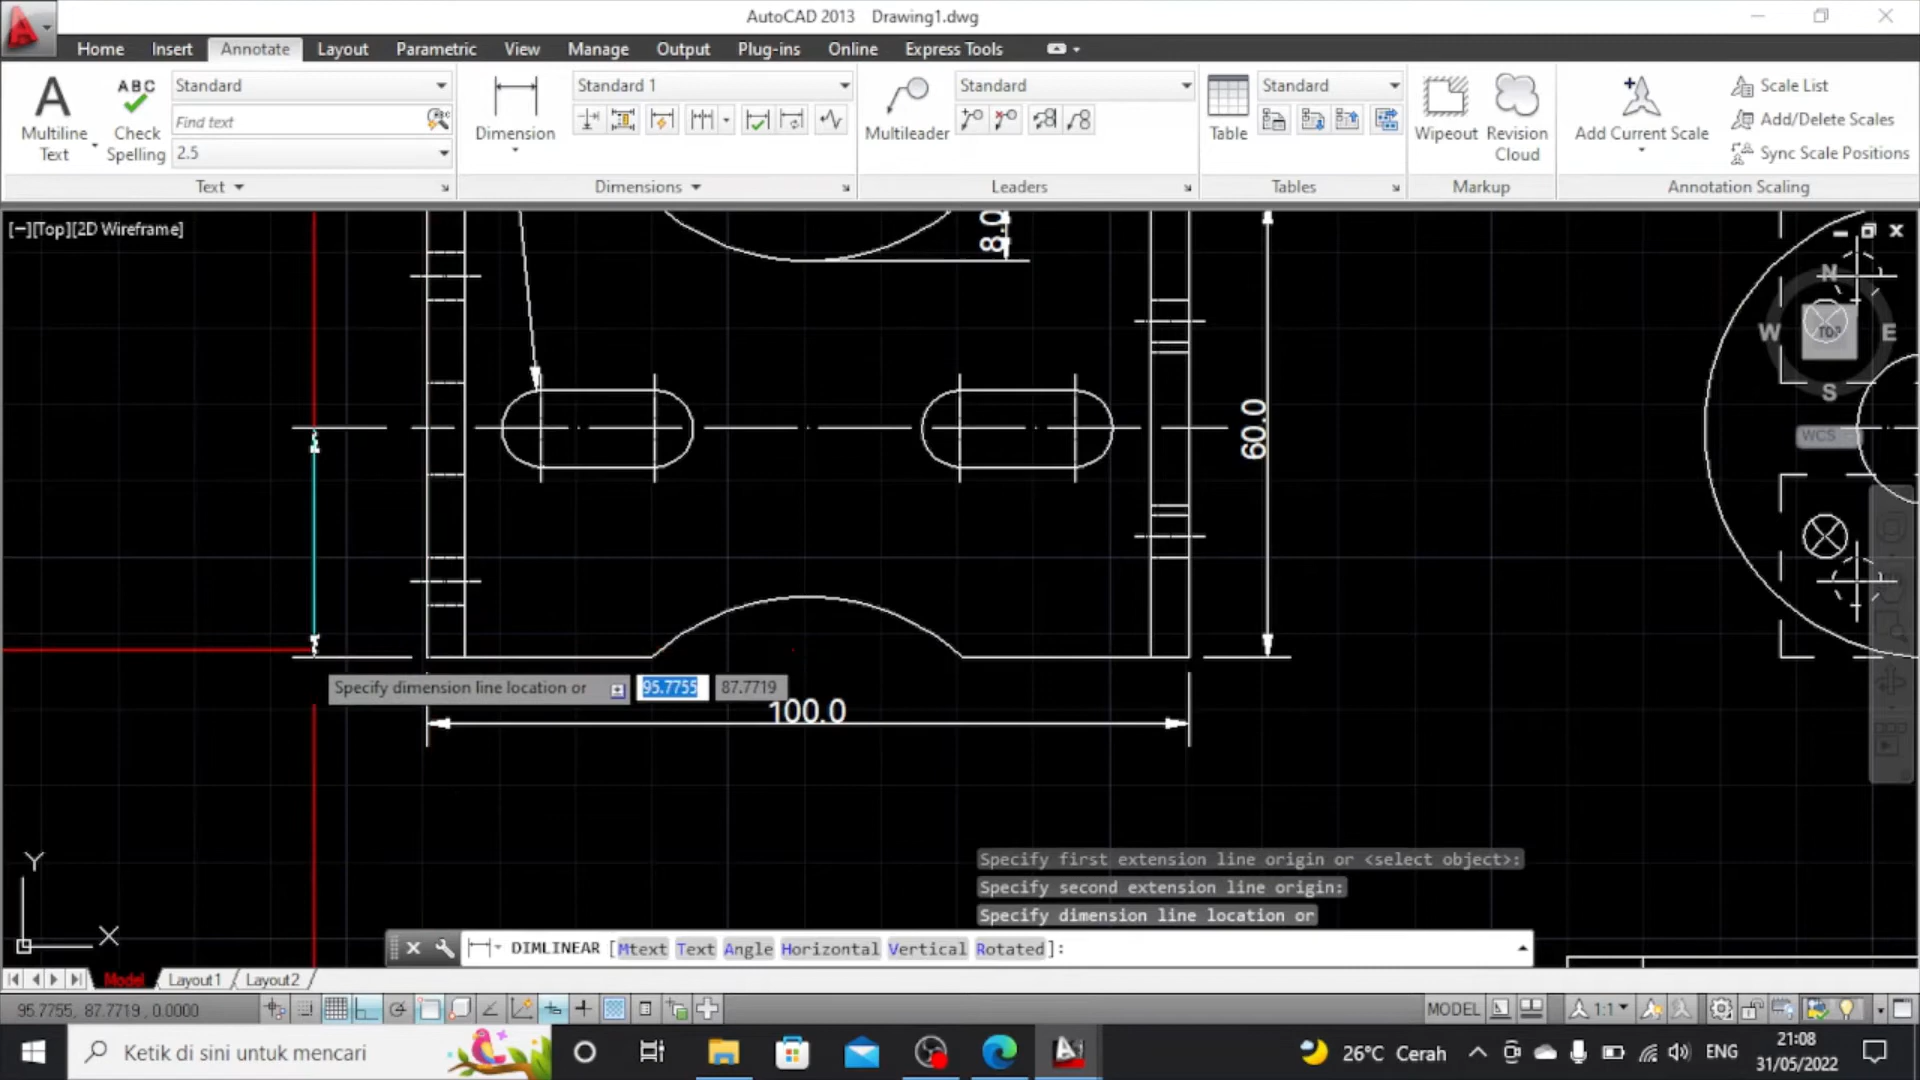 AutoCAD 2013 Drawing1.dwg
Home Insert Annotate Layout Parametric View Manage Output Plug-ins Online Express Tools
A
Multiline
Text
ABC
Check
Spelling
Standard
Find text
ABC
2.5
Dimension
Standard 1
Multileader
Standard
Table
Standard
Wipeout
Revision
Cloud
Add Current Scale
Scale List
Add/Delete Scales
Sync Scale Positions
Text Dimensions Leaders Tables Markup Annotation Scaling
[−][Top][2D Wireframe]
8.0
N
W TOP E
S
WCS
60.0
Specify dimension line location or 95.7755 87.7719
100.0
Specify first extension line origin or <select object>:
Specify second extension line origin:
Specify dimension line location or
Y
X
DIMLINEAR [Mtext Text Angle Horizontal Vertical Rotated]:
Model Layout1 Layout2
95.7755, 87.7719 , 0.0000
MODEL
1:1
Ketik di sini untuk mencari
26°C Cerah
ENG
21:08
31/05/2022